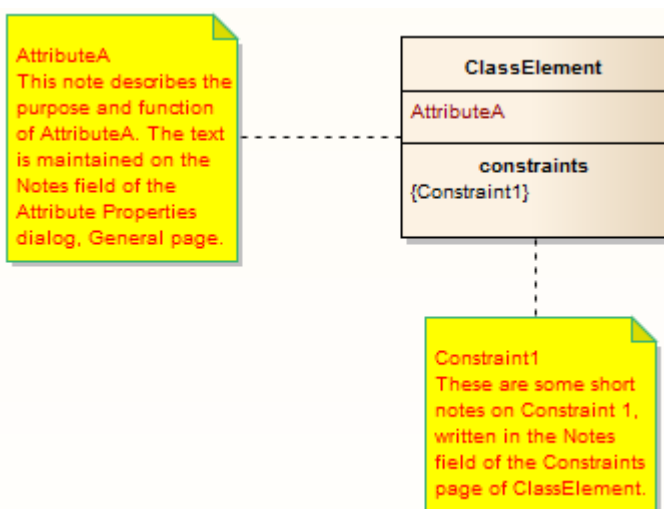 AttributeA
This note describes the
purpose and function
of AttributeA. The text
is maintained on the
Notes field of the
Attribute Properties
dialog, General page.
ClassElement
AttributeA
constraints
{Constraint1}
Constraint1
These are some short
notes on Constraint 1,
written in the Notes
field of the Constraints
page of ClassElement.